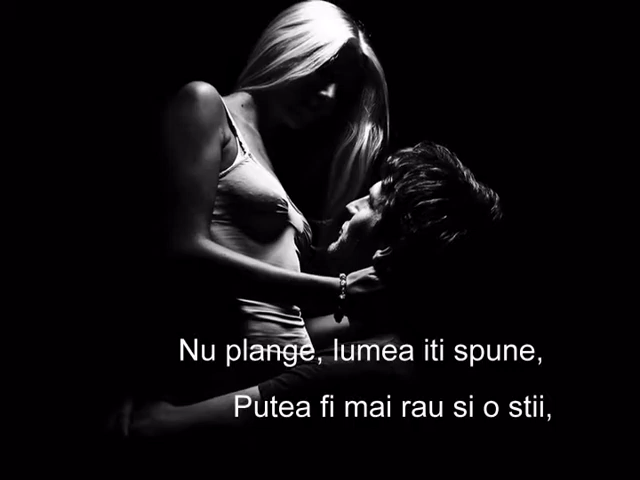 Nu plange, lumea iti spune,
Putea fi mai rau si o stii,